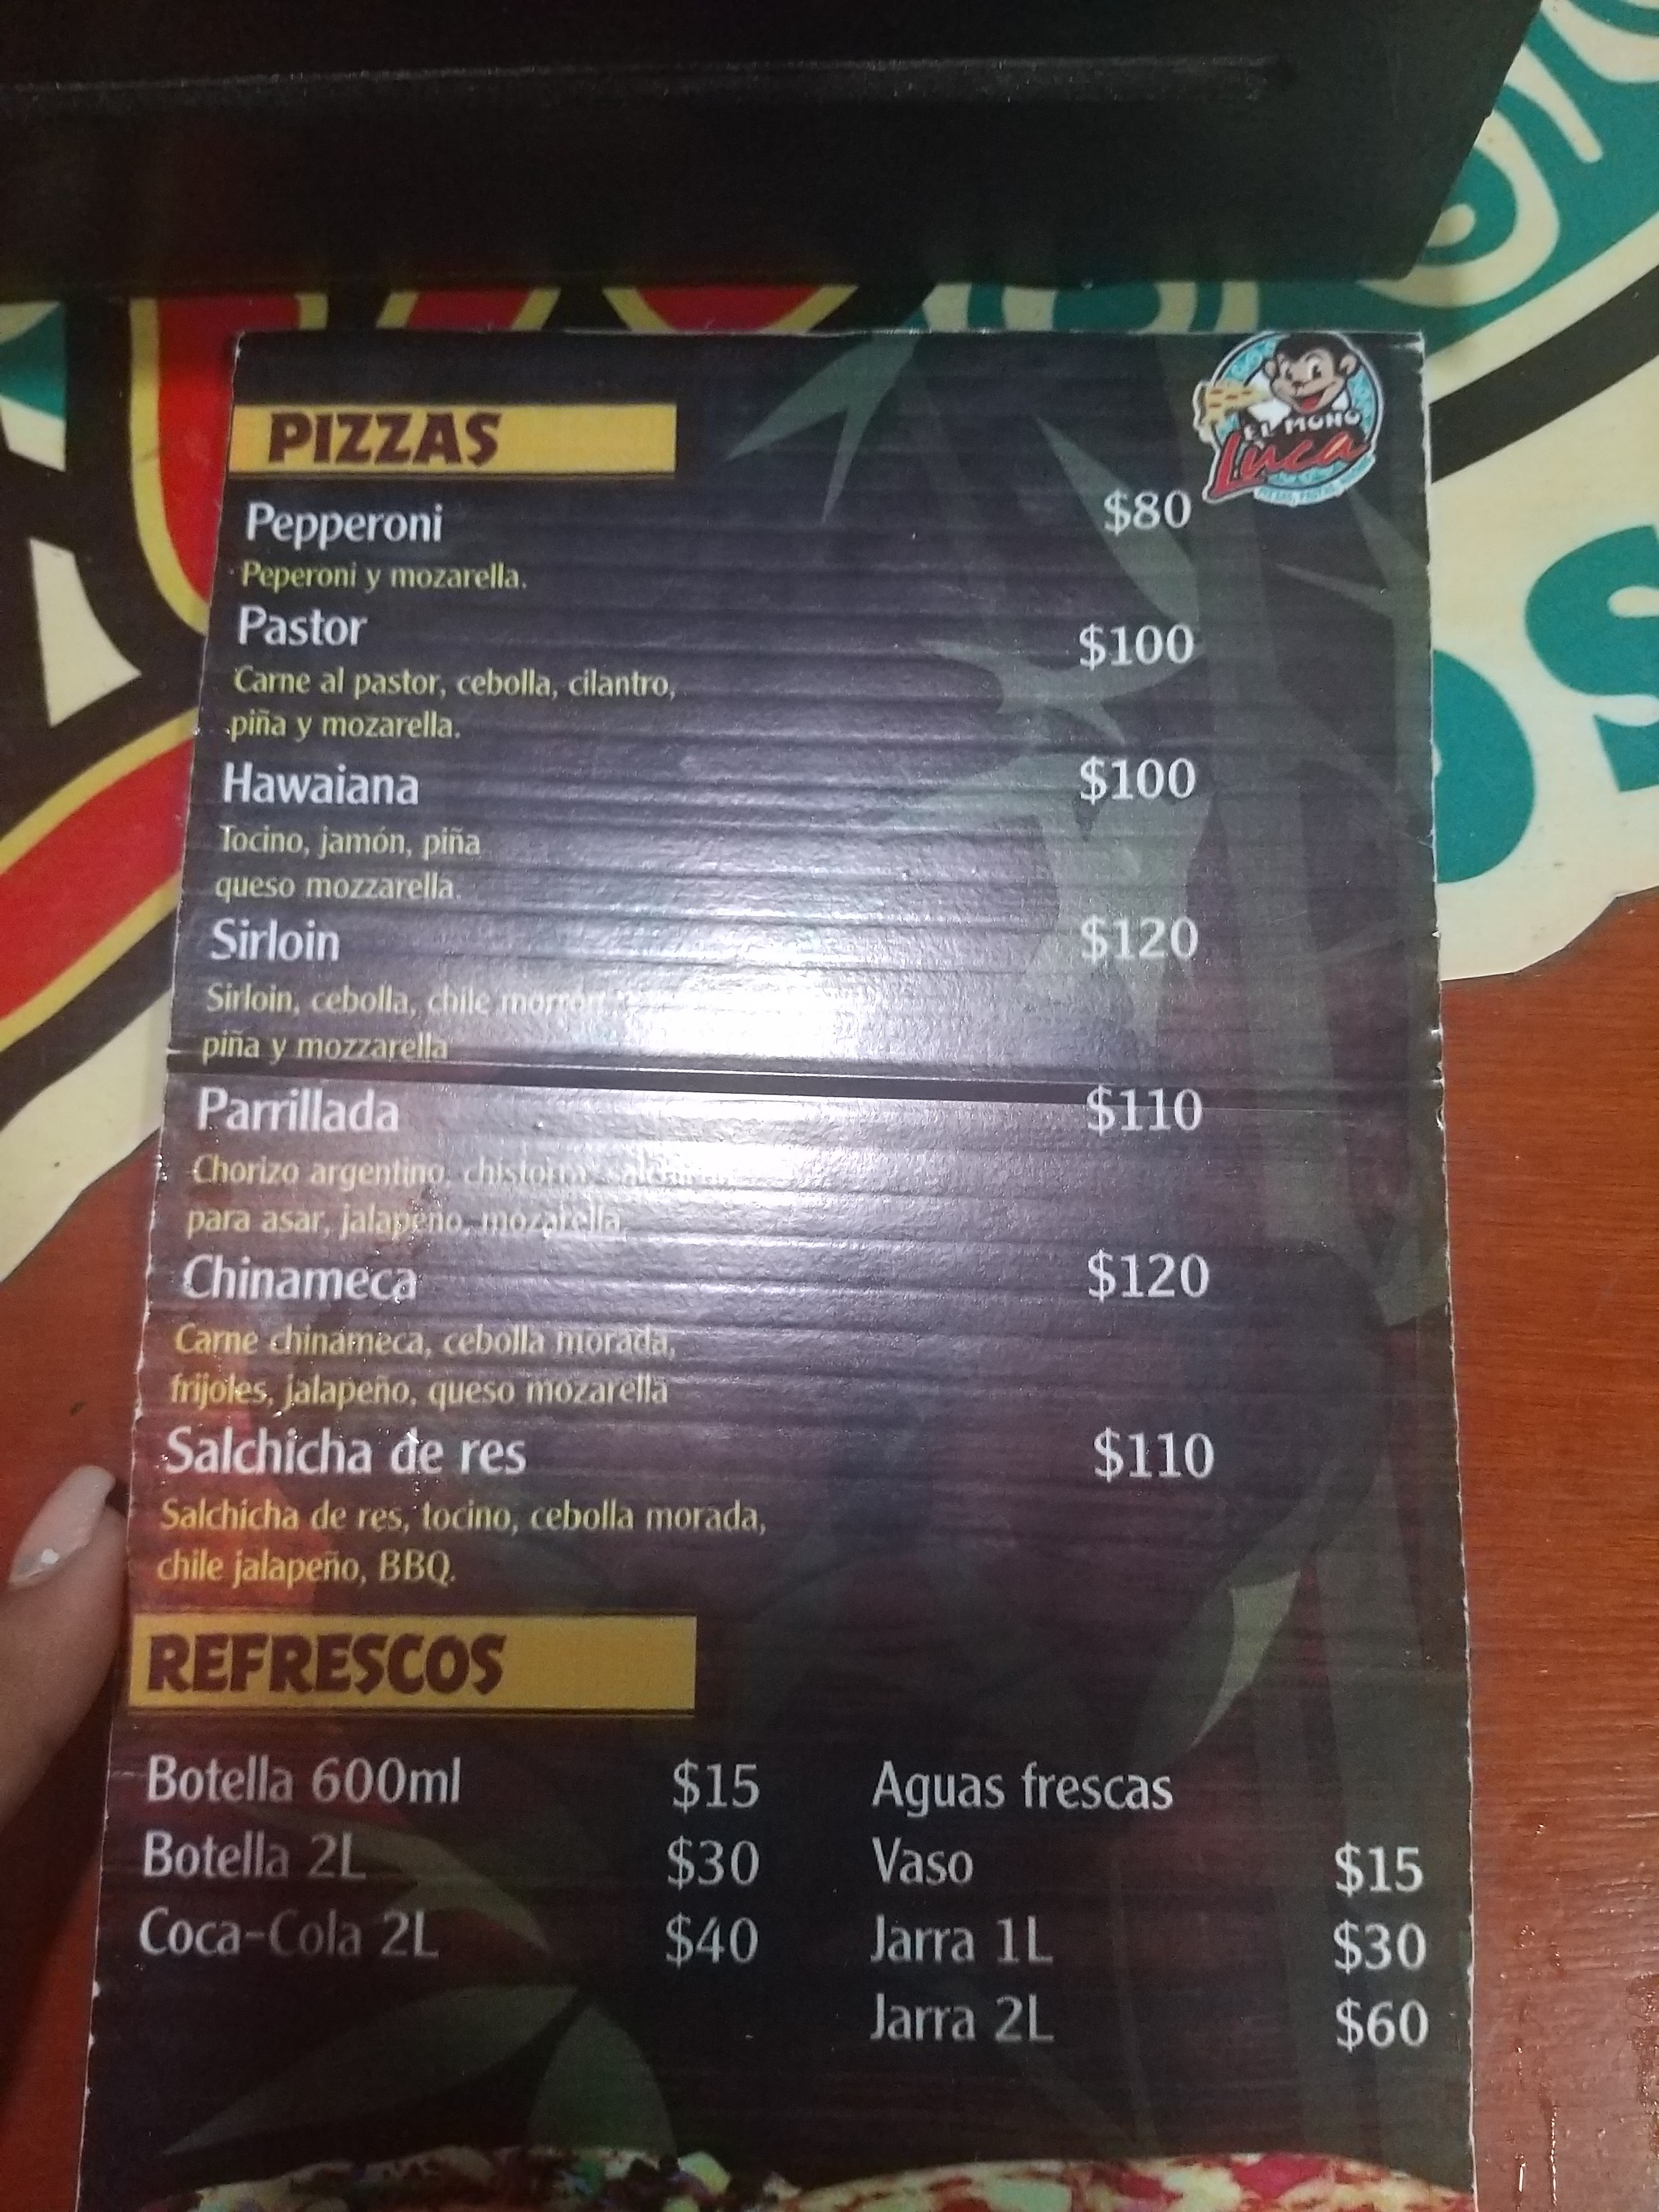 EL MONO
Luca
PIZZAS
Pepperoni $80
Peperoni y mozarella.
Pastor $100
Carne al pastor, cebolla, cilantro,
piña y mozarella.
Hawaiana $100
Tocino, jamón, piña
queso mozzarella.
Sirloin $120
Sirloin, cebolla, chile morron
piña y mozzarella
Parrillada $110
Chorizo argentino, chistorra,
para asar, jalapeño, mozarella
Chinameca $120
Carne chinameca, cebolla morada,
frijoles, jalapeño, queso mozarella
Salchicha de res $110
Salchicha de res, tocino, cebolla morada,
chile jalapeño, BBQ.
REFRESCOS
Botella 600ml $15
Botella 2L $30
Coca-Cola 2L $40
Aguas frescas
Vaso $15
Jarra 1L $30
Jarra 2L $60